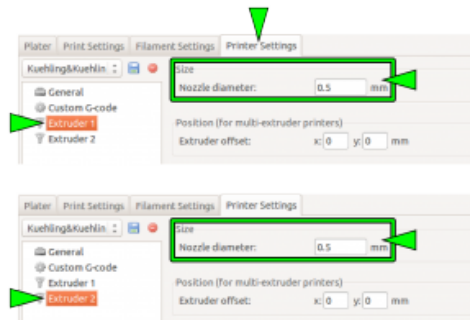 Plater Print Settings Filament Settings Printer Settings
Kuehling&Kuehlin
Size
Nozzle diameter: 0.5 mm
General
Custom G-code
Extruder 1
Extruder 2
Position (for multi-extruder printers)
Extruder offset: x: 0 y: 0 mm
Plater Print Settings Filament Settings Printer Settings
Kuehling&Kuehlin
Size
Nozzle diameter: 0.5 mm
General
Custom G-code
Extruder 1
Extruder 2
Position (for multi-extruder printers)
Extruder offset: x: 0 y: 0 mm